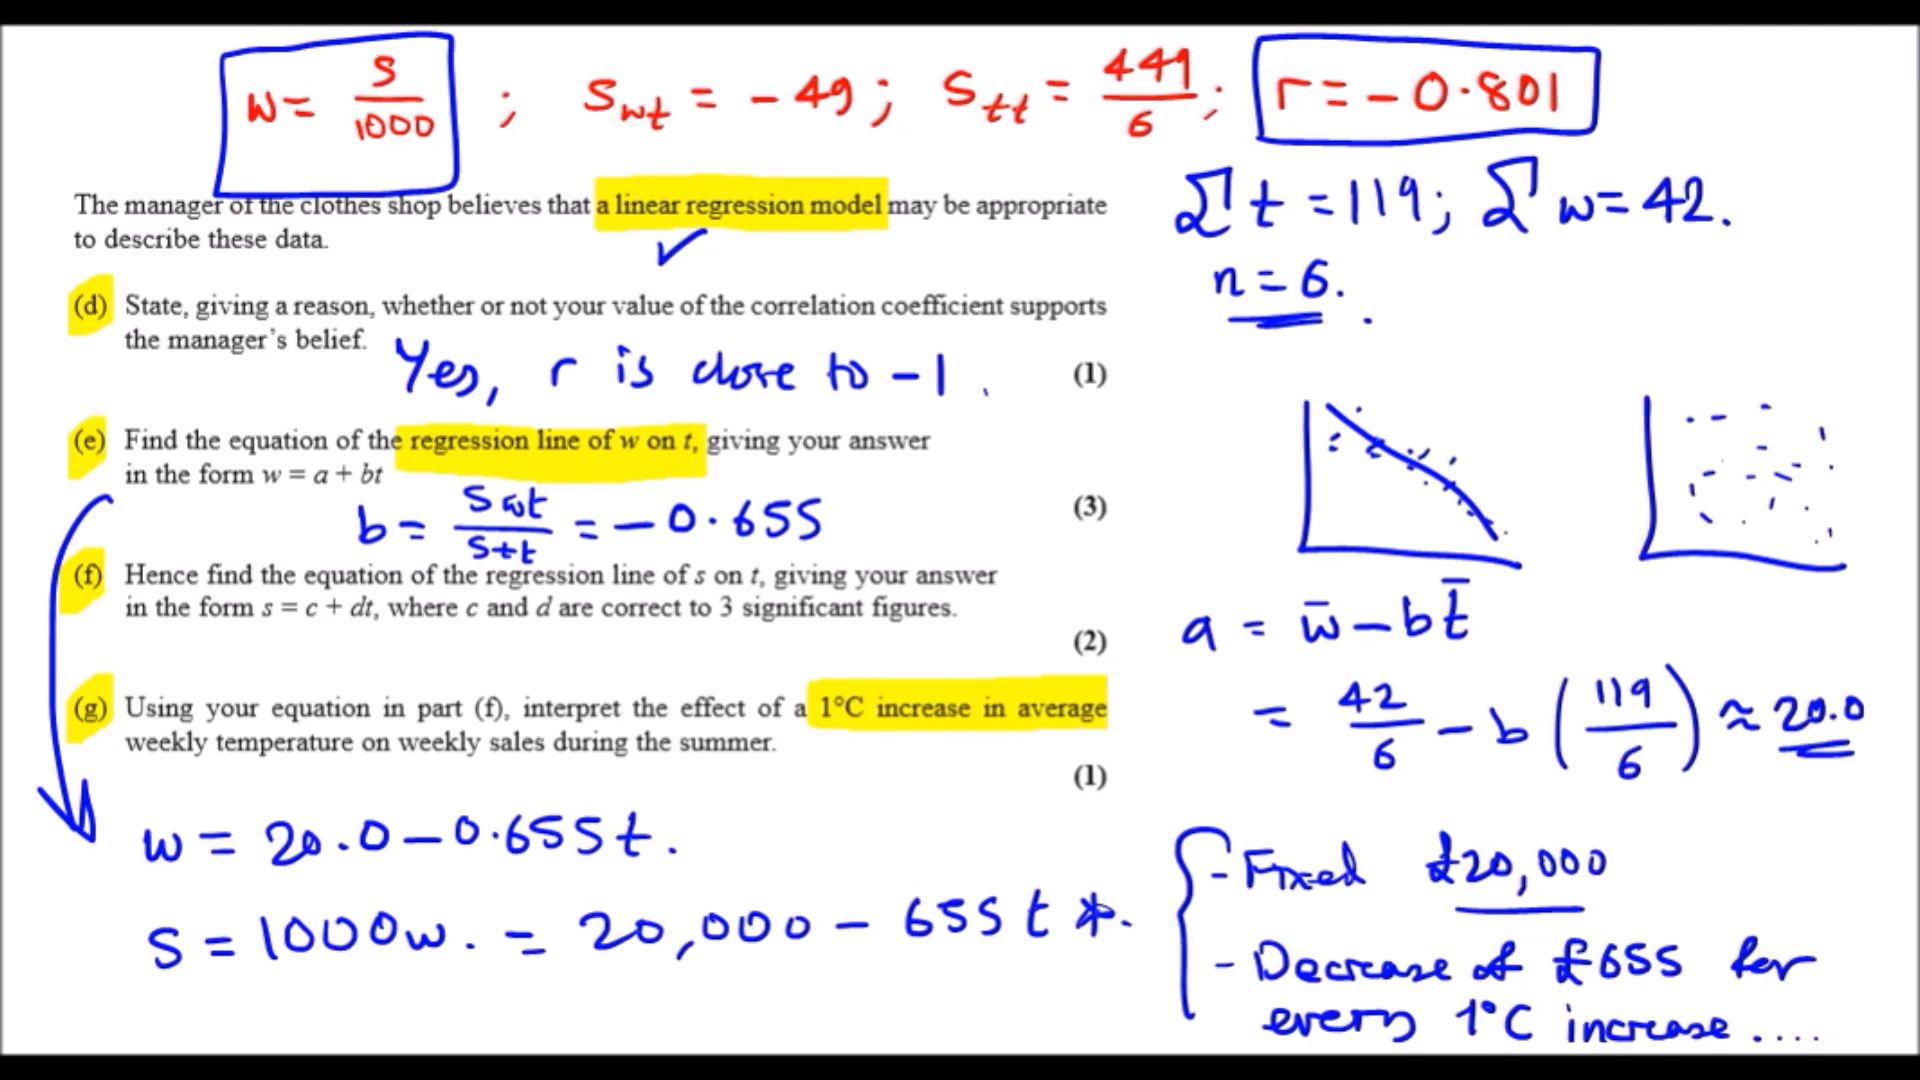 w = s/1000 ; Swt = -49; Stt = 449/6; r = -0.801
The manager of the clothes shop believes that a linear regression model may be appropriate
to describe these data.
Σt = 119; Σw = 42.
n = 6.
(d) State, giving a reason, whether or not your value of the correlation coefficient supports
the manager's belief.
Yes, r is close to -1.
(1)
(e) Find the equation of the regression line of w on t, giving your answer
in the form w = a + bt
b = Swt/Stt = -0.655
(3)
(f) Hence find the equation of the regression line of s on t, giving your answer
in the form s = c + dt, where c and d are correct to 3 significant figures.
(2)
a = w̄ - bt̄
= 42/6 - b(119/6) ≈ 20.0
(g) Using your equation in part (f), interpret the effect of a 1°C increase in average
weekly temperature on weekly sales during the summer.
(1)
w = 20.0 - 0.655t.
s = 1000w. = 20,000 - 655t *.
- Fixed £20,000
- Decrease of £655 for
every 1°C increase ....